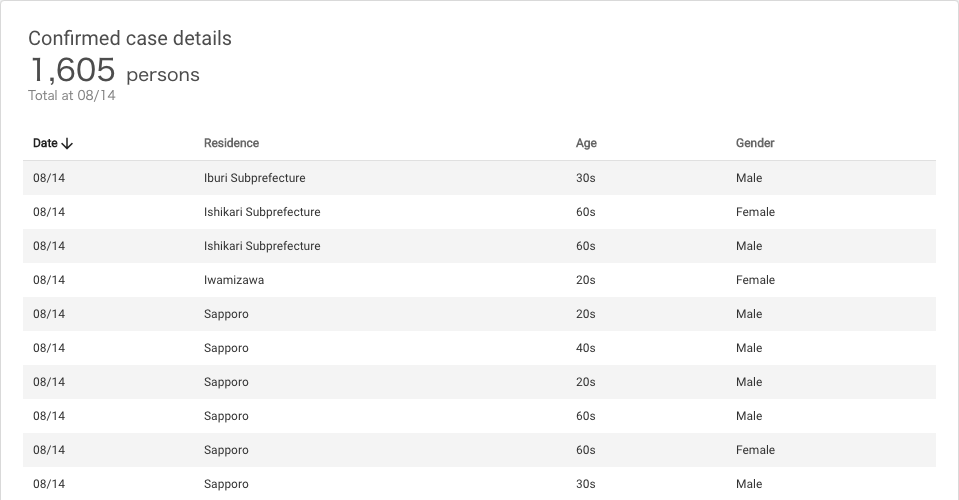 Confirmed case details
1,605 persons
Total at 08/14
Date Residence Age Gender
08/14 Iburi Subprefecture 30s Male
08/14 Ishikari Subprefecture 60s Female
08/14 Ishikari Subprefecture 60s Male
08/14 Iwamizawa 20s Female
08/14 Sapporo 20s Male
08/14 Sapporo 40s Male
08/14 Sapporo 20s Male
08/14 Sapporo 60s Male
08/14 Sapporo 60s Female
08/14 Sapporo 30s Male